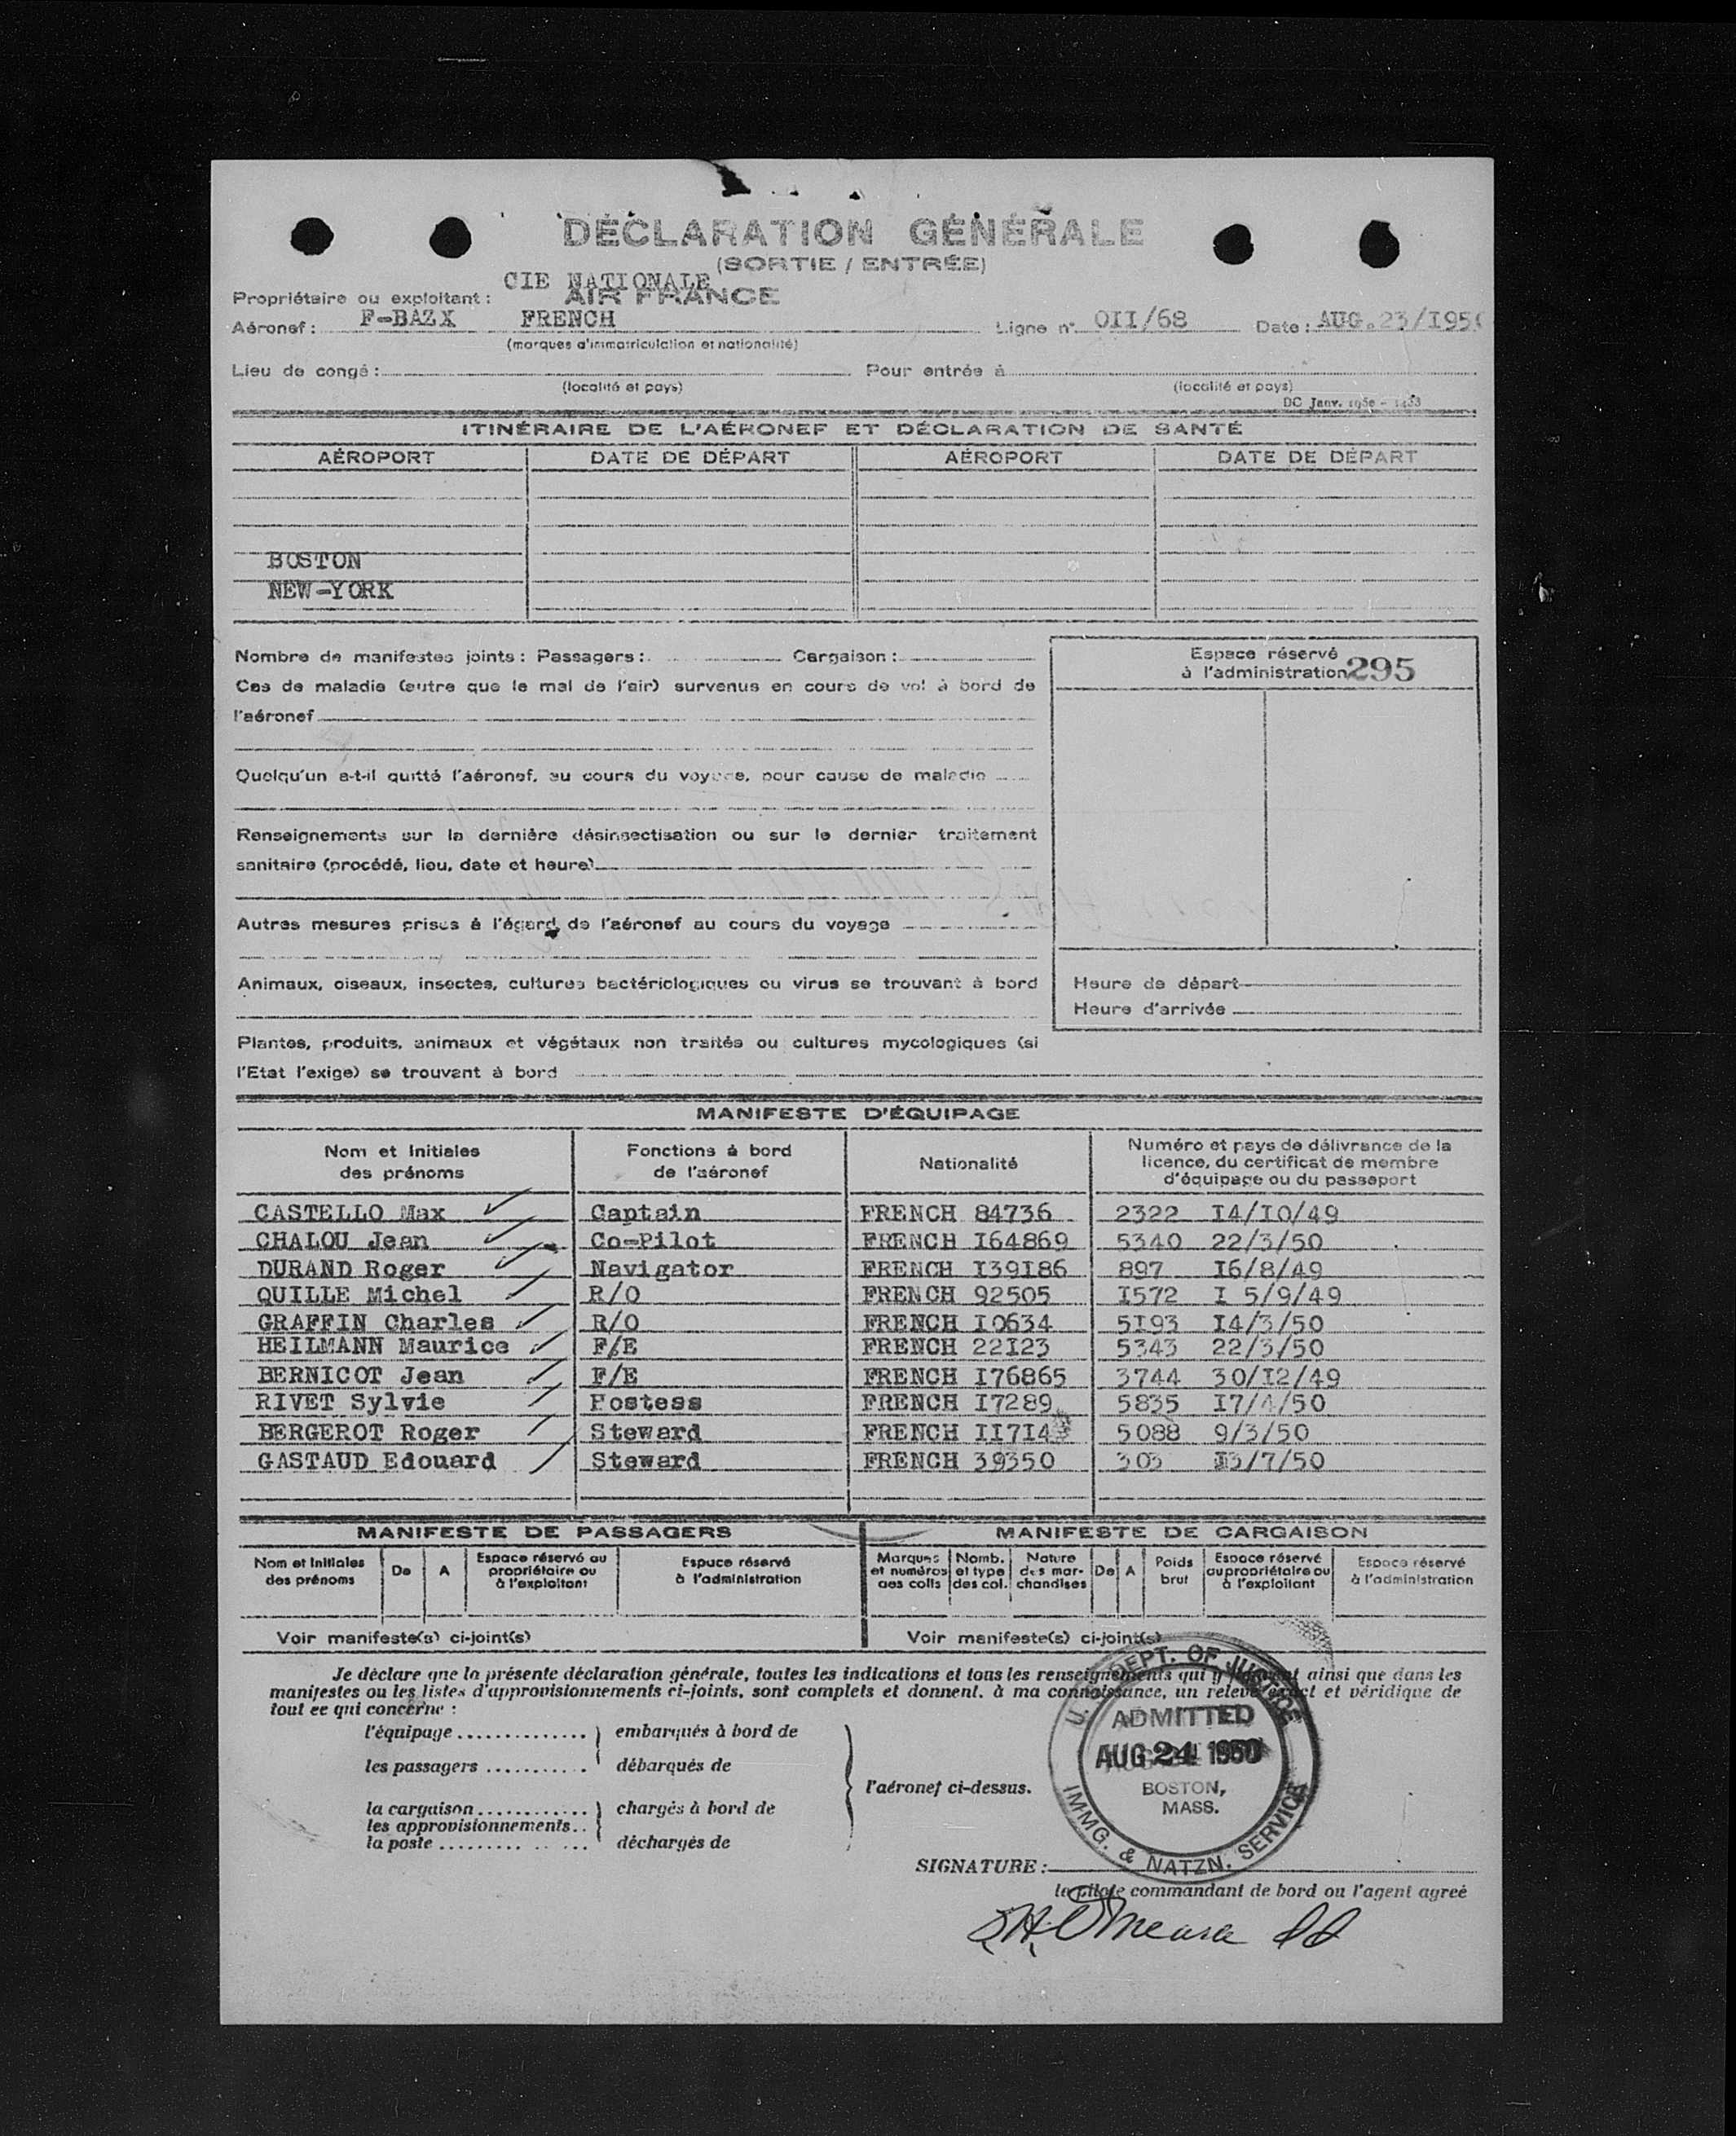 DÉCLARATION GÉNÉRALE
(SORTIE / ENTRÉE)
CIE NATIONALE
Propriétaire ou exploitant : AIR FRANCE
Aéronef : F-BAZX FRENCH Ligne n° OII/68 Date : AUG. 23/I950
(marques d'immatriculation et nationalité)
Lieu de congé : Pour entrée à
(localité et pays) (localité et pays)
DC Janv. 1950
ITINÉRAIRE DE L'AÉRONEF ET DÉCLARATION DE SANTÉ
AÉROPORT DATE DE DÉPART AÉROPORT DATE DE DÉPART
BOSTON
NEW-YORK
Nombre de manifestes joints : Passagers : Cargaison :
Espace réservé
à l'administration 295
Cas de maladie (autre que le mal de l'air) survenus en cours de vol à bord de
l'aéronef
Quelqu'un a-t-il quitté l'aéronef, au cours du voyage, pour cause de maladie
Renseignements sur la dernière désinsectisation ou sur le dernier traitement
sanitaire (procédé, lieu, date et heure)
Autres mesures prises à l'égard de l'aéronef au cours du voyage
Animaux, oiseaux, insectes, cultures bactériologiques ou virus se trouvant à bord
Heure de départ
Heure d'arrivée
Plantes, produits, animaux et végétaux non traités ou cultures mycologiques (si
l'Etat l'exige) se trouvant à bord
MANIFESTE D'ÉQUIPAGE
Nom et Initiales des prénoms Fonctions à bord de l'aéronef Nationalité Numéro et pays de délivrance de la licence, du certificat de membre d'équipage ou du passeport
CASTELLO Max Captain FRENCH 84736 2322 I4/IO/49
CHALOU Jean Co-Pilot FRENCH I64869 5340 22/3/50
DURAND Roger Navigator FRENCH I39I86 897 I6/8/49
QUILLE Michel R/O FRENCH 92505 I572 I 5/9/49
GRAFFIN Charles R/O FRENCH I0634 5I93 I4/3/50
HEILMANN Maurice F/E FRENCH 22I23 5343 22/3/50
BERNICOT Jean F/E FRENCH I76865 3744 30/I2/49
RIVET Sylvie Hostess FRENCH I7289 5835 I7/4/50
BERGEROT Roger Steward FRENCH II7I4 5088 9/3/50
GASTAUD Edouard Steward FRENCH 39350 303 I3/7/50
MANIFESTE DE PASSAGERS MANIFESTE DE CARGAISON
Nom et Initiales des prénoms De A Espace réservé au propriétaire ou à l'exploitant Espace réservé à l'administration Marques et numéros des colis Nomb. et type des col. Nature des marchandises De A Poids brut Espace réservé au propriétaire ou à l'exploitant Espace réservé à l'administration
Voir manifeste(s) ci-joint(s) Voir manifeste(s) ci-joint(s)
Je déclare que la présente déclaration générale, toutes les indications et tous les renseignements qui y figurent ainsi que dans les
manifestes ou les listes d'approvisionnements ci-joints, sont complets et donnent, à ma connaissance, un relevé exact et véridique de
tout ce qui concerne :
l'équipage embarqués à bord de
les passagers débarqués de
l'aéronef ci-dessus.
la cargaison chargés à bord de
les approvisionnements
la poste déchargés de
U. S. DEPT. OF JUSTICE
ADMITTED
AUG 24 1950
BOSTON,
MASS.
IMMG. & NATZN. SERVICE
SIGNATURE :
le pilote commandant de bord ou l'agent agréé